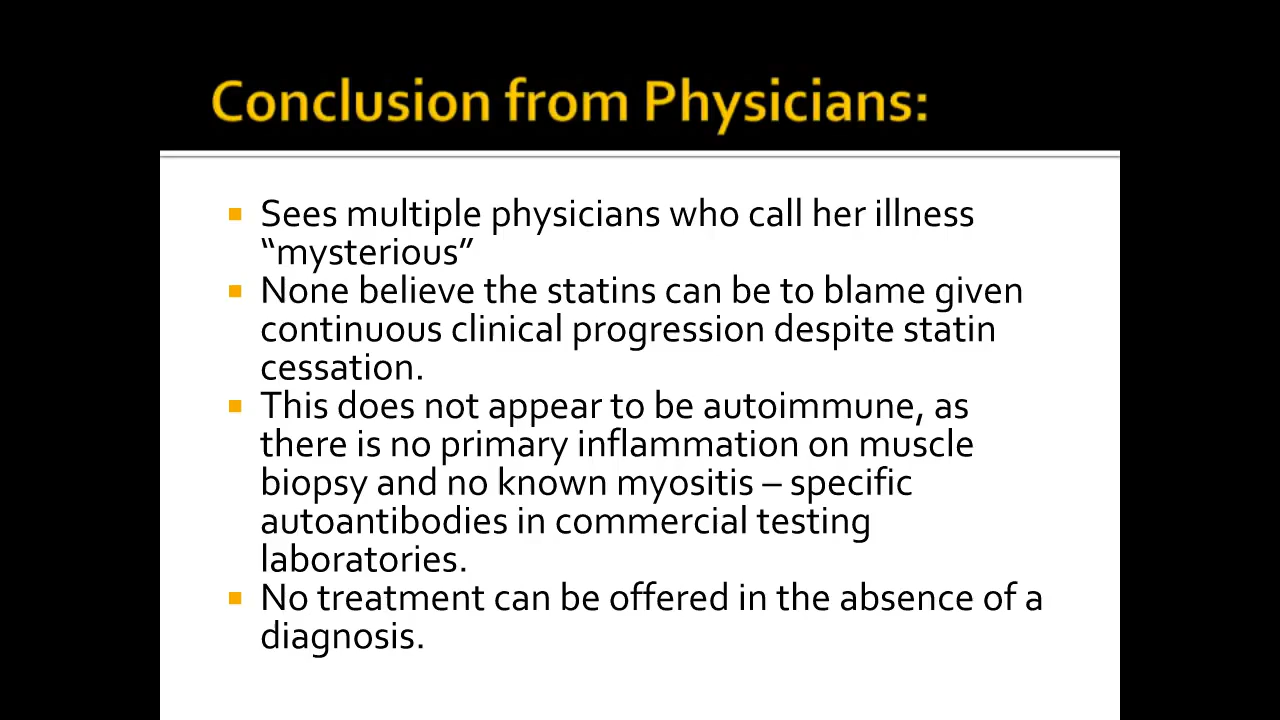 Conclusion from Physicians:
Sees multiple physicians who call her illness
“mysterious”
None believe the statins can be to blame given
continuous clinical progression despite statin
cessation.
This does not appear to be autoimmune, as
there is no primary inflammation on muscle
biopsy and no known myositis – specific
autoantibodies in commercial testing
laboratories.
No treatment can be offered in the absence of a
diagnosis.